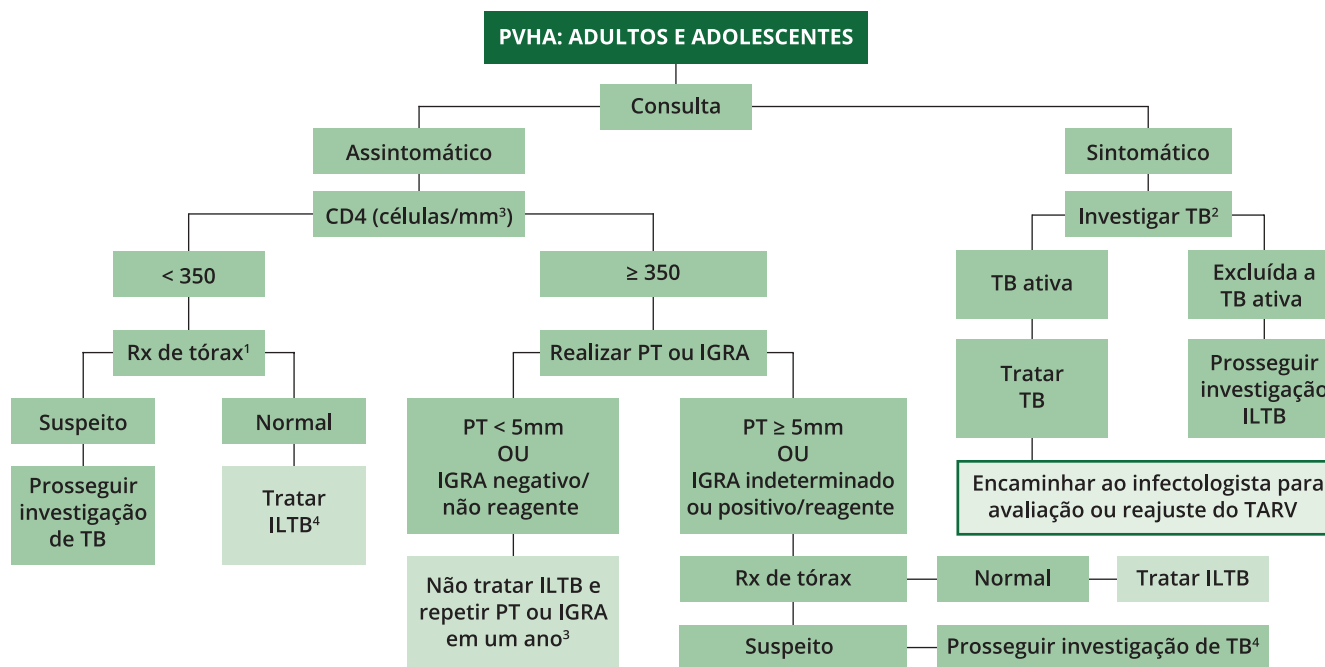 PVHA: ADULTOS E ADOLESCENTES
Consulta
Assintomático
Sintomático
CD4 (células/mm³)
Investigar TB²
< 350
≥ 350
TB ativa
Excluída a
TB ativa
Rx de tórax¹
Realizar PT ou IGRA
Tratar
TB
Prosseguir
investigação
ILTB
Suspeito
Normal
PT < 5mm
OU
IGRA negativo/
não reagente
PT ≥ 5mm
OU
IGRA indeterminado
ou positivo/reagente
Prosseguir
investigação
de TB
Tratar
ILTB⁴
Encaminhar ao infectologista para
avaliação ou reajuste do TARV
Não tratar ILTB e
repetir PT ou IGRA
em um ano³
Rx de tórax
Normal
Tratar ILTB
Suspeito
Prosseguir investigação de TB⁴